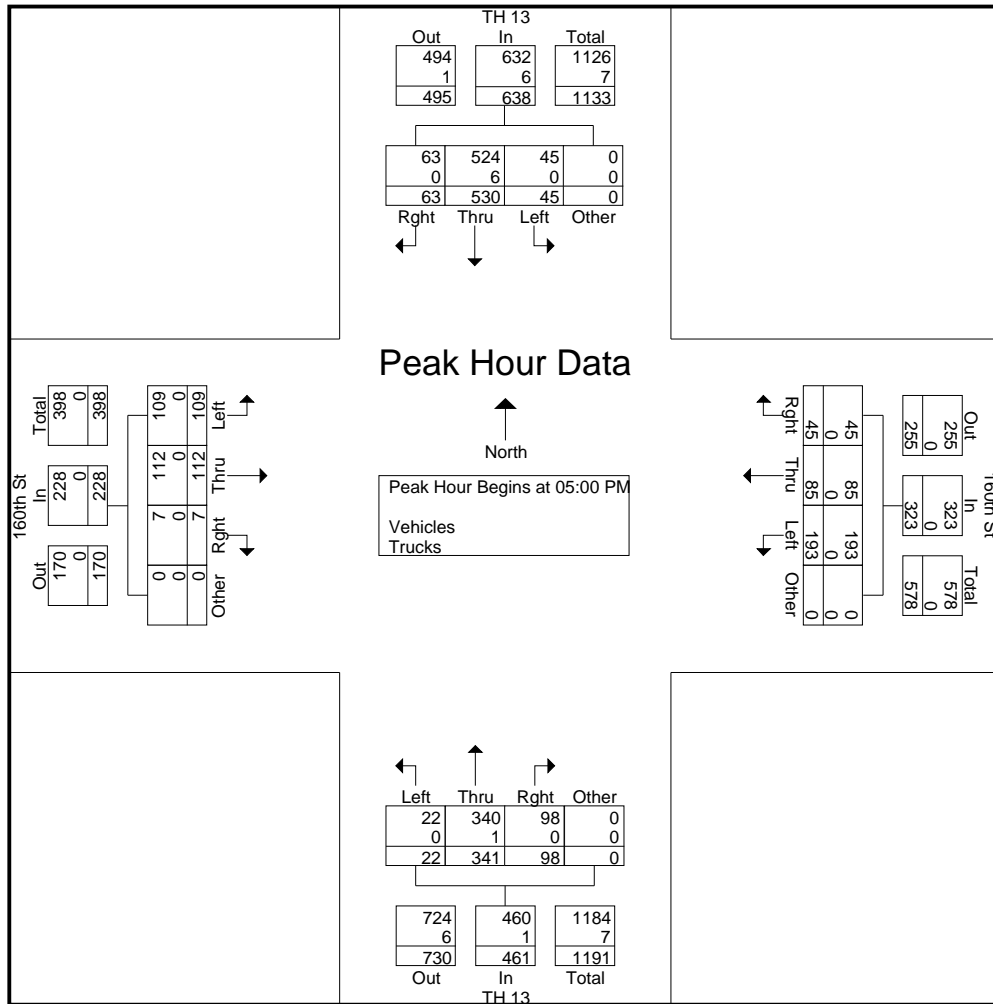 TH 13
Out In Total
494 632 1126
1 6 7
495 638 1133
63 524 45 0
0 6 0 0
63 530 45 0
Rght Thru Left Other
Peak Hour Data
North
Peak Hour Begins at 05:00 PM
Vehicles
Trucks
160th St
Total In Out
398 228 170
0 0 0
398 228 170
109 112 7 0
0 0 0 0
109 112 7 0
Left Thru Rght Other
160th St
Out In Total
255 323 578
0 0 0
255 323 578
45 85 193 0
0 0 0 0
45 85 193 0
Rght Thru Left Other
Left Thru Rght Other
22 340 98 0
0 1 0 0
22 341 98 0
724 460 1184
6 1 7
730 461 1191
Out In Total
TH 13